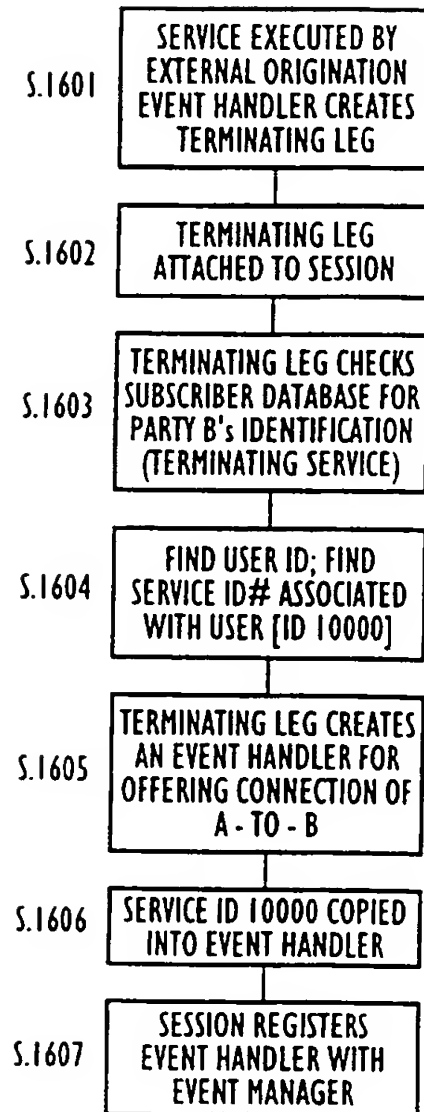 S.1601
SERVICE EXECUTED BY
EXTERNAL ORIGINATION
EVENT HANDLER CREATES
TERMINATING LEG
S.1602
TERMINATING LEG
ATTACHED TO SESSION
S.1603
TERMINATING LEG CHECKS
SUBSCRIBER DATABASE FOR
PARTY B's IDENTIFICATION
(TERMINATING SERVICE)
S.1604
FIND USER ID; FIND
SERVICE ID# ASSOCIATED
WITH USER [ID 10000]
S.1605
TERMINATING LEG CREATES
AN EVENT HANDLER FOR
OFFERING CONNECTION OF
A - TO - B
S.1606
SERVICE ID 10000 COPIED
INTO EVENT HANDLER
S.1607
SESSION REGISTERS
EVENT HANDLER WITH
EVENT MANAGER